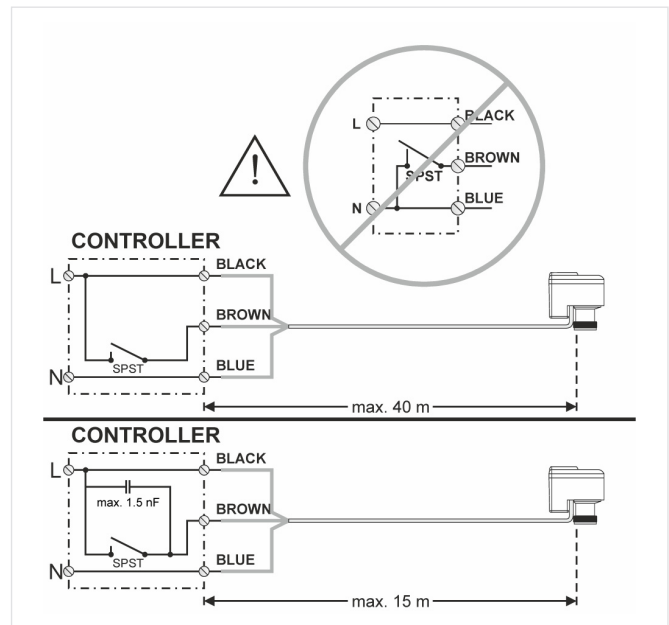 L BLACK
BROWN
SPST
N BLUE
!
CONTROLLER
L BLACK
BROWN
SPST
N BLUE
max. 40 m
CONTROLLER
L BLACK
max. 1.5 nF
BROWN
SPST
N BLUE
max. 15 m